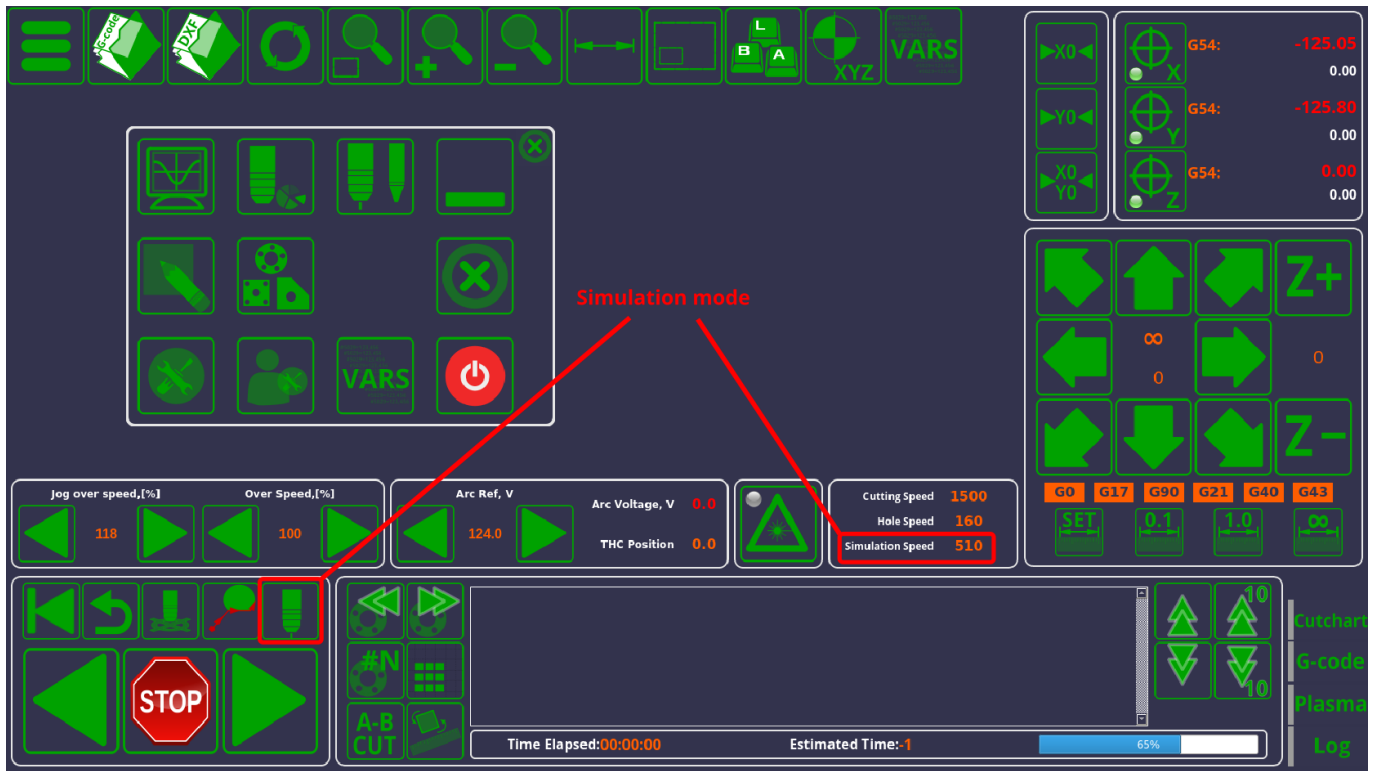 G-code
DXF
L
B A
XYZ
VARS
X0
Y0
X0
Y0
X
G54: -125.05
0.00
Y
G54: -125.80
0.00
Z
G54: 0.00
0.00
VARS
Simulation mode
Z+
∞
0
0
Z-
G0 G17 G90 G21 G40 G43
SET 0.1 1.0 ∞
Jog over speed,[%] Over Speed,[%]
118 100
Arc Ref, V
124.0
Arc Voltage, V 0.0
THC Position 0.0
Cutting Speed 1500
Hole Speed 160
Simulation Speed 510
STOP
#N
A-B
CUT
10
10
Time Elapsed:00:00:00 Estimated Time:-1 65%
Cutchart
G-code
Plasma
Log